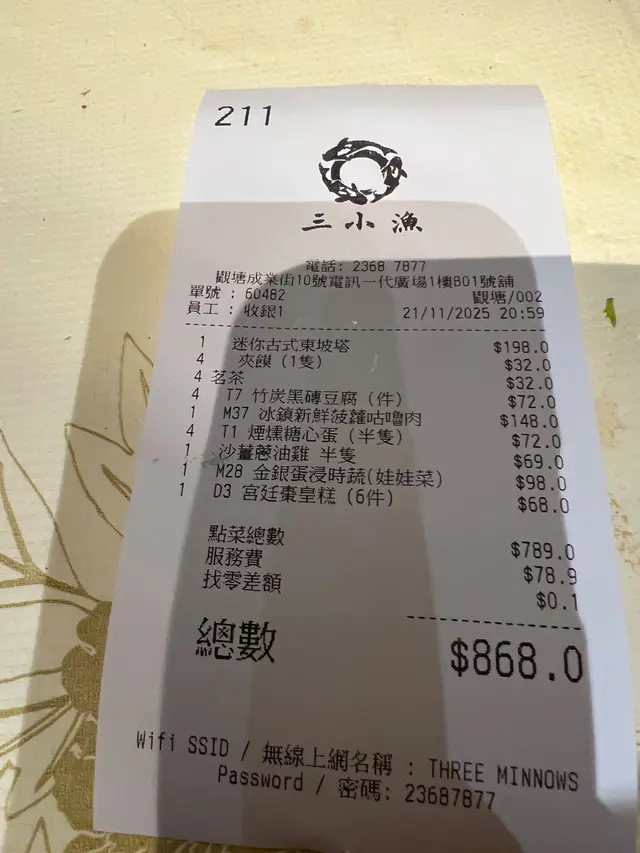 211
三小漁
電話: 2368 7877
觀塘成業街10號電訊一代廣場1樓B01號舖
單號 : 60482 觀塘/002
員工 : 收銀1 21/11/2025 20:59
1 迷你古式東坡塔 $198.0
4 夾饃 (1隻) $32.0
4 茗茶 $32.0
4 T7 竹炭黑磚豆腐 (件) $72.0
1 M37 冰鎮新鮮菠蘿咕嚕肉 $148.0
4 T1 煙燻糖心蛋 (半隻) $72.0
1 沙薑蔥油雞 半隻 $69.0
1 M28 金銀蛋浸時蔬(娃娃菜) $98.0
1 D3 宮廷棗皇糕 (6件) $68.0
點菜總數 $789.0
服務費 $78.9
找零差額 $0.1
總數 $868.0
Wifi SSID / 無線上網名稱 : THREE MINNOWS
Password / 密碼: 23687877